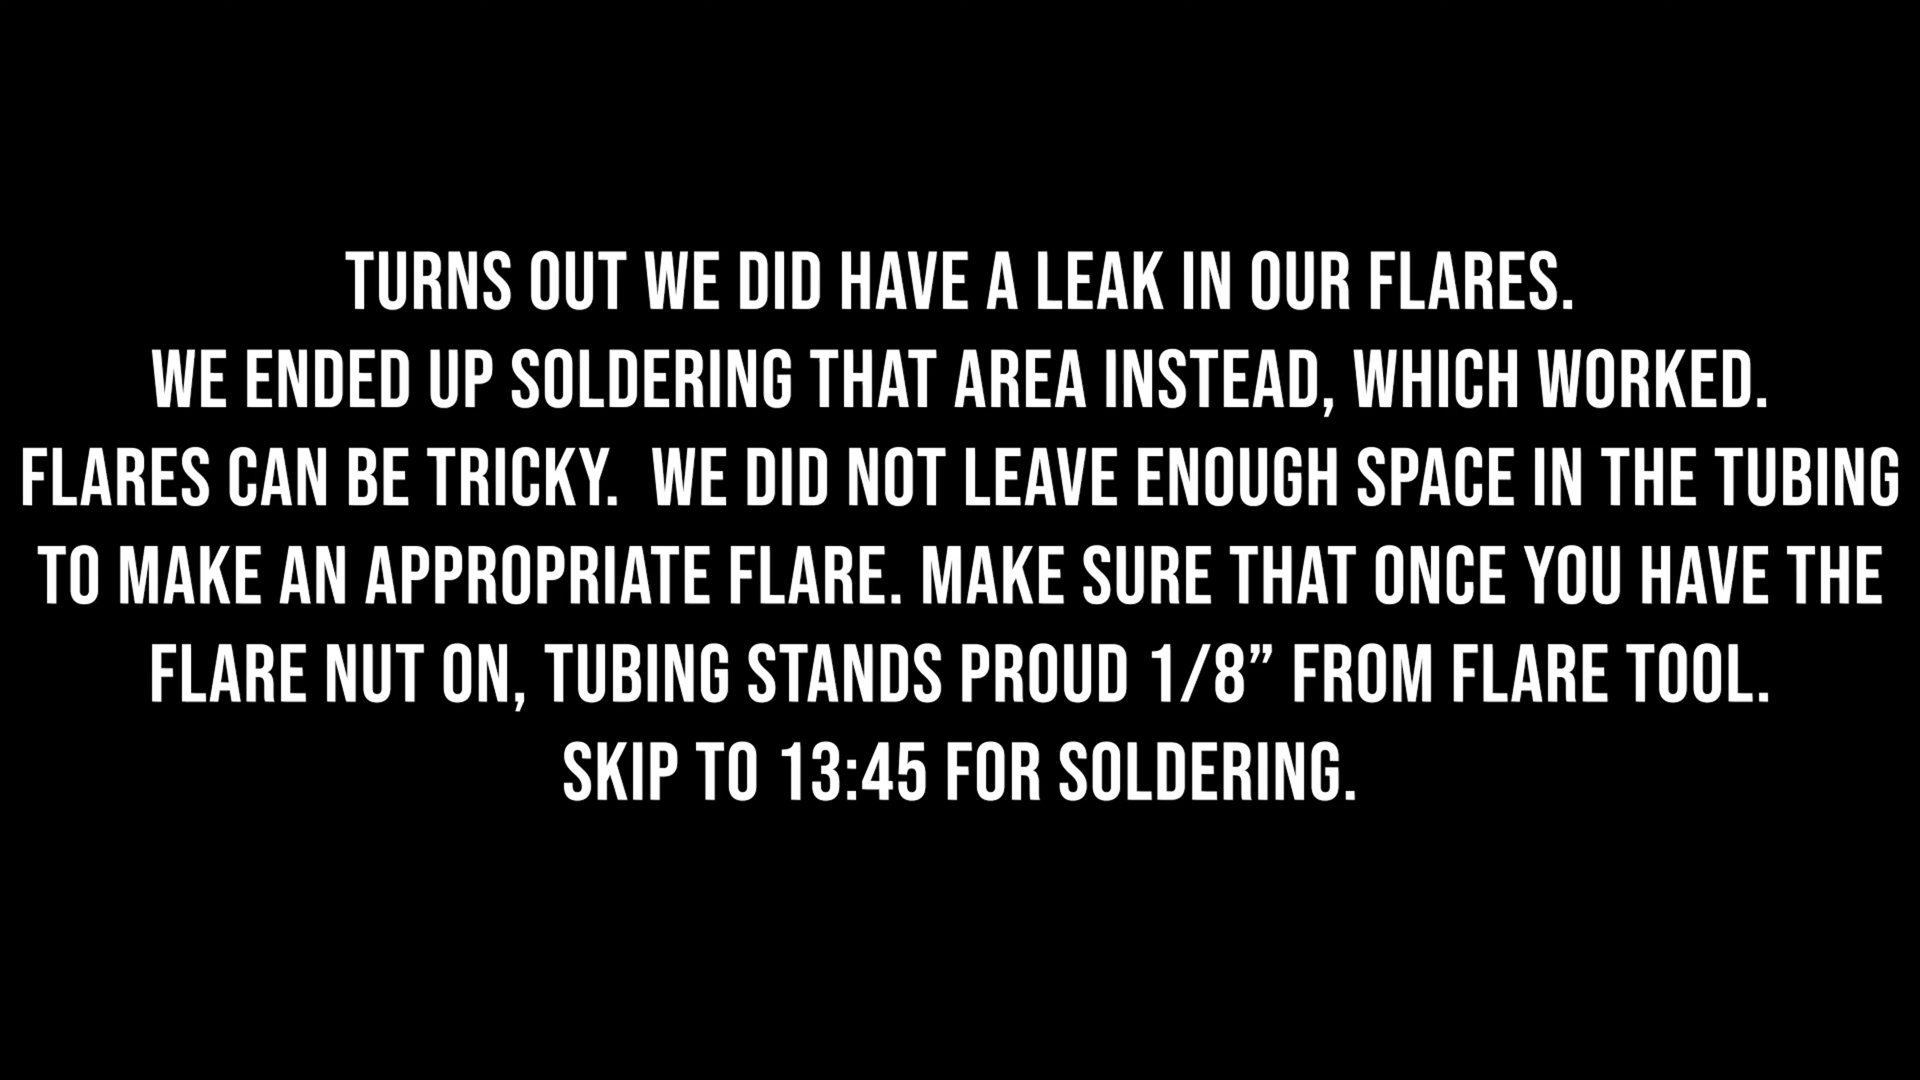 TURNS OUT WE DID HAVE A LEAK IN OUR FLARES.
WE ENDED UP SOLDERING THAT AREA INSTEAD, WHICH WORKED.
FLARES CAN BE TRICKY.  WE DID NOT LEAVE ENOUGH SPACE IN THE TUBING
TO MAKE AN APPROPRIATE FLARE. MAKE SURE THAT ONCE YOU HAVE THE
FLARE NUT ON, TUBING STANDS PROUD 1/8” FROM FLARE TOOL.
SKIP TO 13:45 FOR SOLDERING.